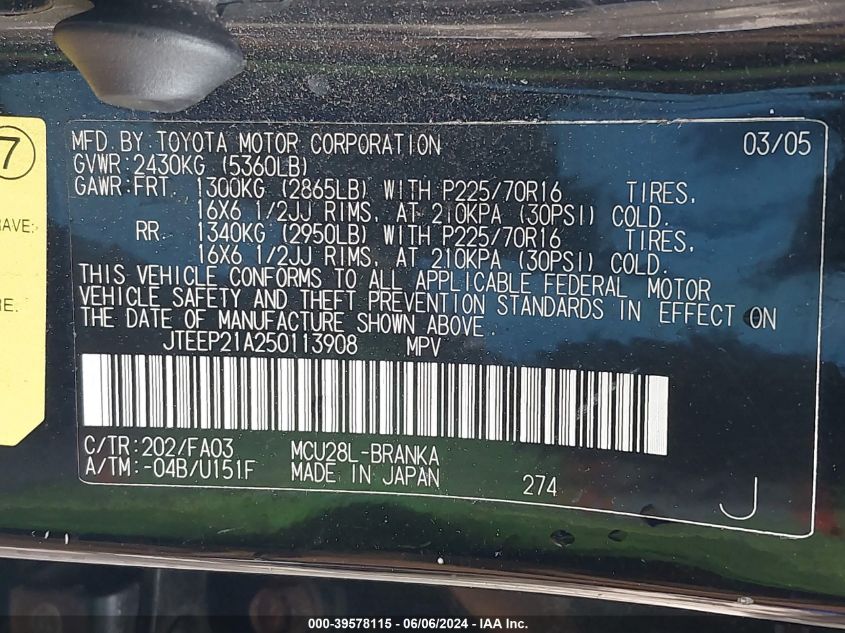 7
MFD. BY: TOYOTA MOTOR CORPORATION 03/05
GVWR: 2430KG (5360LB)
GAWR: FRT. 1300KG (2865LB) WITH P225/70R16 TIRES.
16X6 1/2JJ RIMS. AT 210KPA (30PSI) COLD.
RR 1340KG (2950LB) WITH P225/70R16 TIRES.
16X6 1/2JJ RIMS. AT 210KPA (30PSI) COLD.
RAVE:
THIS VEHICLE CONFORMS TO ALL APPLICABLE FEDERAL MOTOR
VEHICLE SAFETY AND THEFT PREVENTION STANDARDS IN EFFECT ON
RE:
THE DATE OF MANUFACTURE SHOWN ABOVE.
JTEEP21A250113908 MPV
C/TR: 202/FA03 MCU28L-BRANKA
A/TM: -04B/U151F MADE IN JAPAN 274 J
000-39578115 - 06/06/2024 - IAA Inc.